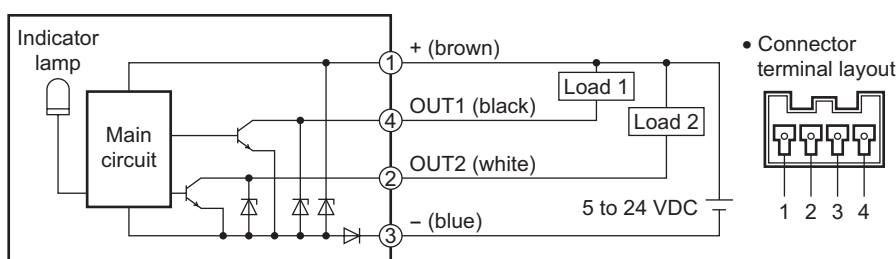 Indicator
lamp
Main
circuit
1
+ (brown)
4
OUT1 (black)
2
OUT2 (white)
3
– (blue)
Load 1
Load 2
5 to 24 VDC
• Connector
terminal layout
1 2 3 4